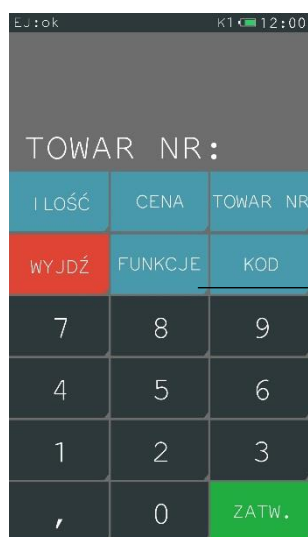 EJ:ok K1 12:00
TOWAR NR:
ILOŚĆ CENA TOWAR NR
WYJDŹ FUNKCJE KOD
7 8 9
4 5 6
1 2 3
, 0 ZATW.